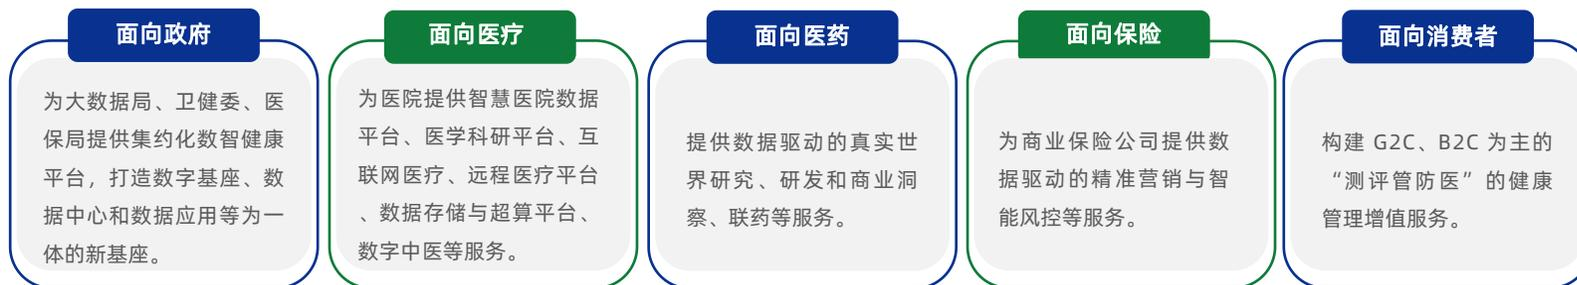 面向政府
为大数据局、卫健委、医
保局提供集约化数智健康
平台，打造数字基座、数
据中心和数据应用等为一
体的新基座。
面向医疗
为医院提供智慧医院数据
平台、医学科研平台、互
联网医疗、远程医疗平台
、数据存储与超算平台、
数字中医等服务。
面向医药
提供数据驱动的真实世
界研究、研发和商业洞
察、联药等服务。
面向保险
为商业保险公司提供数
据驱动的精准营销与智
能风控等服务。
面向消费者
构建 G2C、B2C 为主的
“测评管防医”的健康
管理增值服务。